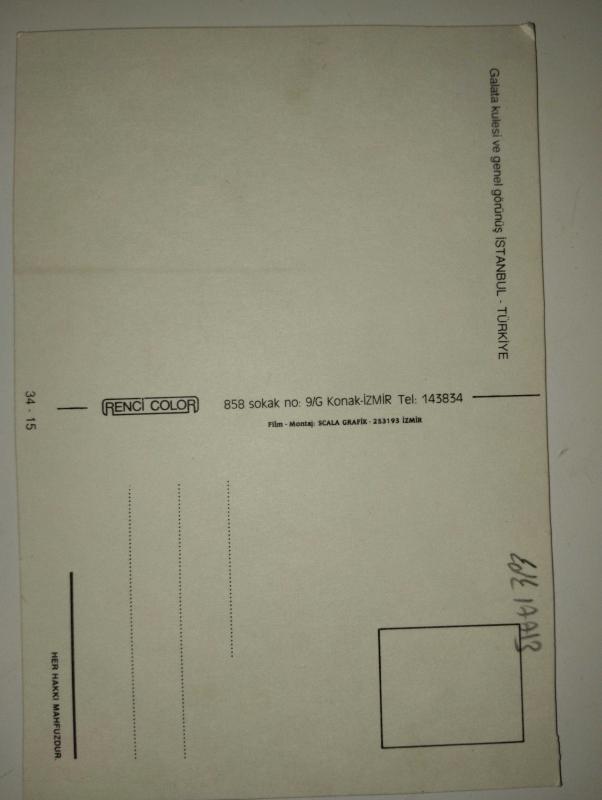 Galata kulesi ve genel görünüş İSTANBUL - TÜRKİYE
RENCİ COLOR 858 sokak no: 9/G Konak-İZMİR Tel: 143834
Film - Montaj: SCALA GRAFİK - 253193 İZMİR
34 - 15
HER HAKKI MAHFUZDUR.